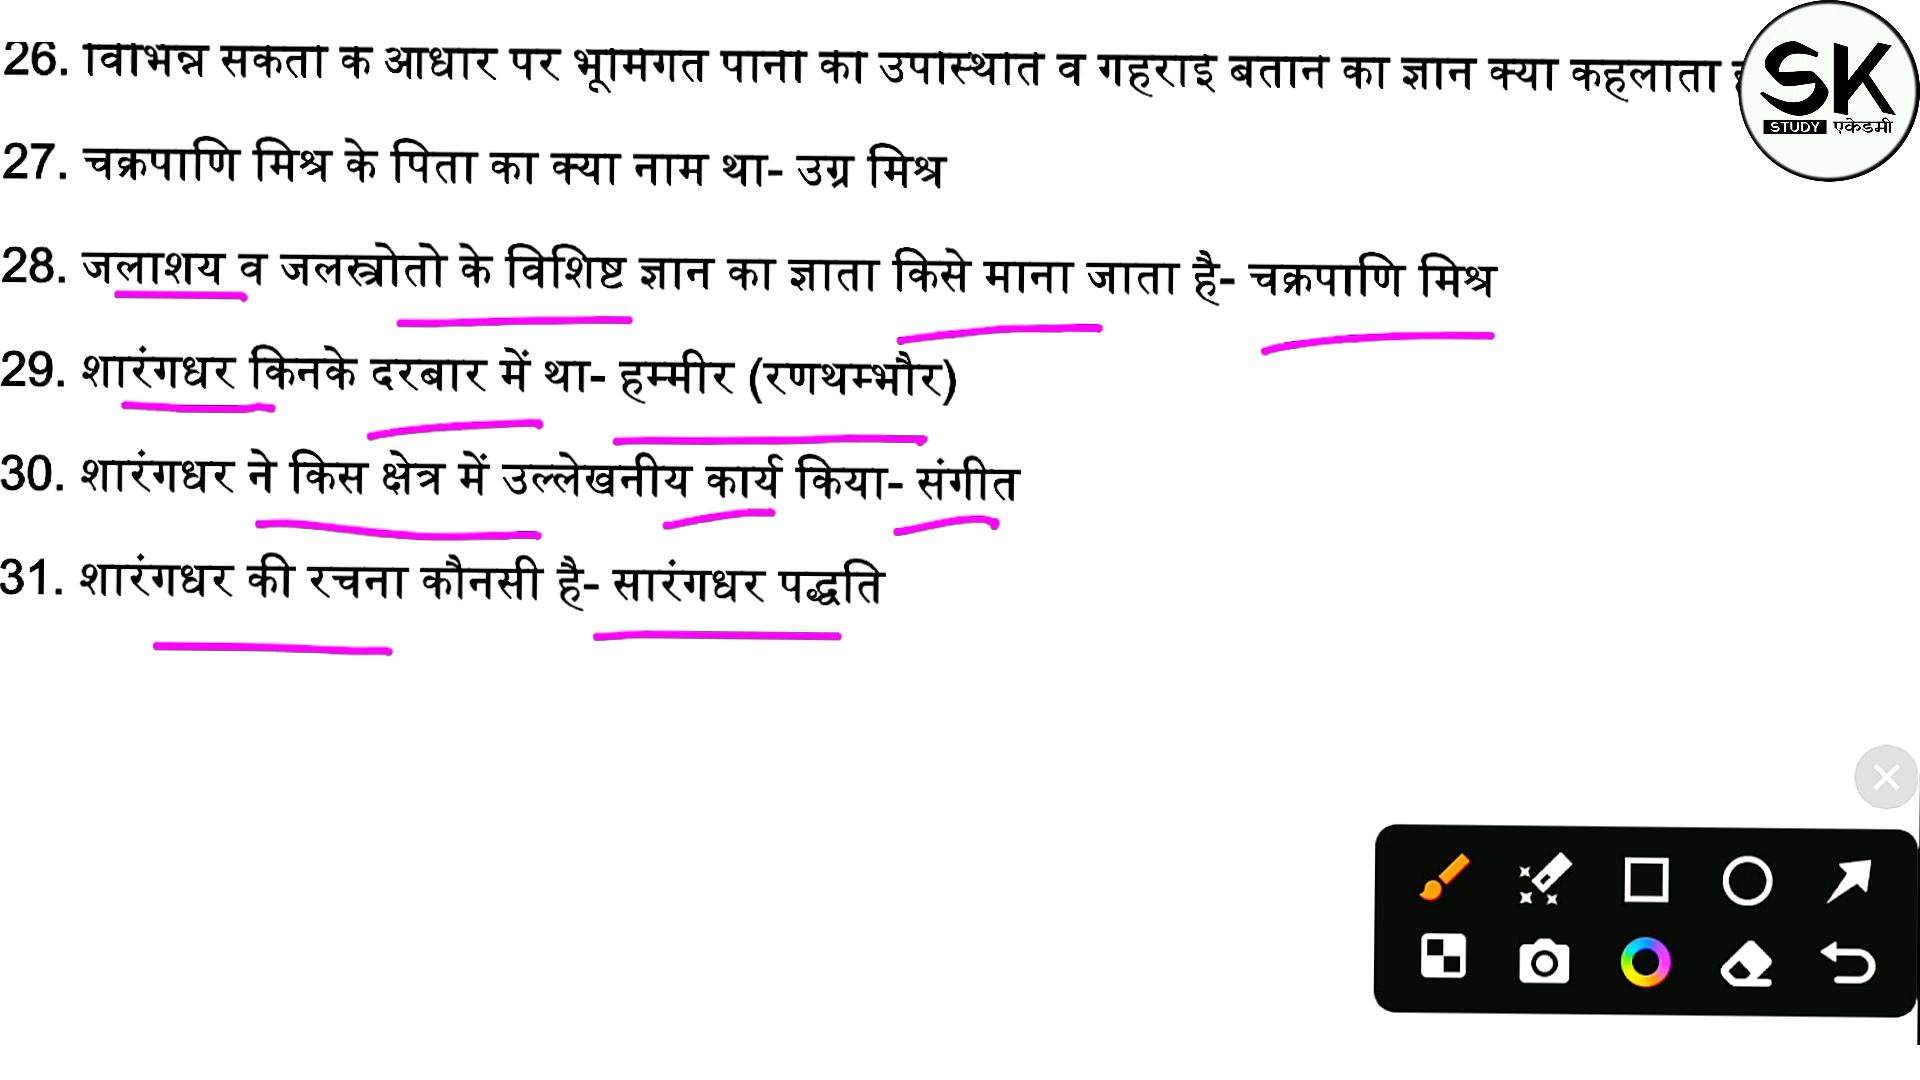 26. विभिन्न संकेतों के आधार पर भूमिगत पानी की उपस्थिति व गहराई बताने का ज्ञान क्या कहलाता
SK
STUDY एकेडमी
27. चक्रपाणि मिश्र के पिता का क्या नाम था- उग्र मिश्र
28. जलाशय व जलस्त्रोतो के विशिष्ट ज्ञान का ज्ञाता किसे माना जाता है- चक्रपाणि मिश्र
29. शारंगधर किनके दरबार में था- हम्मीर (रणथम्भौर)
30. शारंगधर ने किस क्षेत्र में उल्लेखनीय कार्य किया- संगीत
31. शारंगधर की रचना कौनसी है- सारंगधर पद्धति